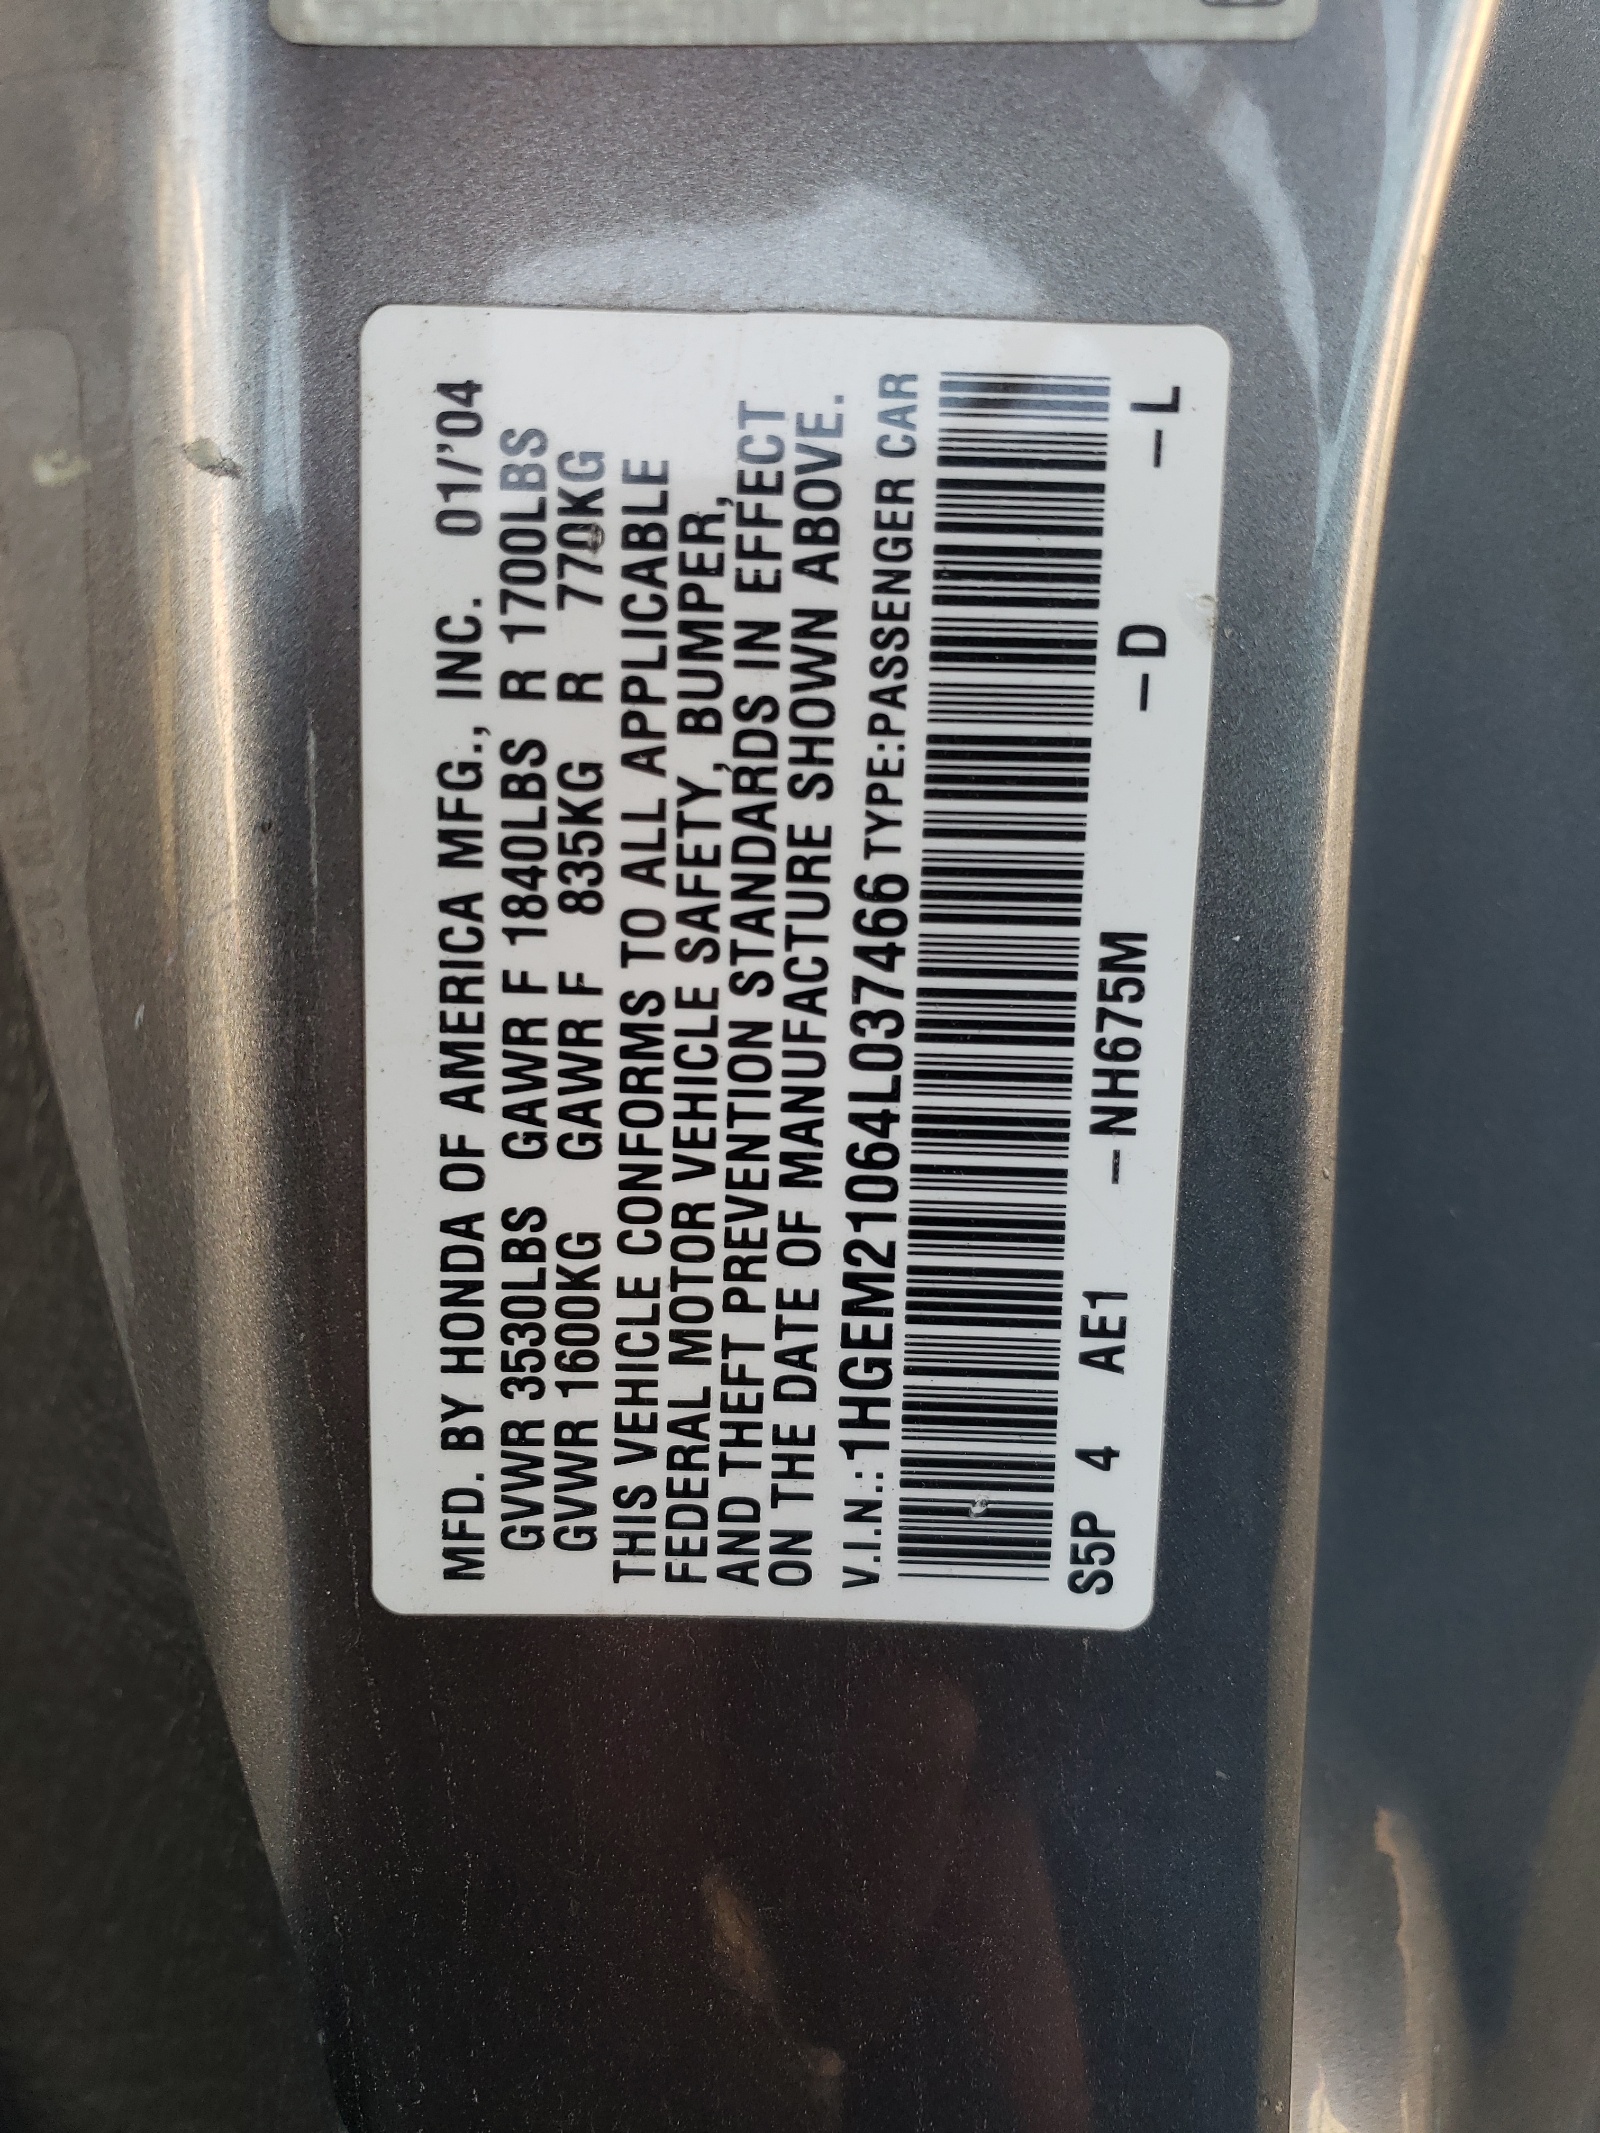 MFD. BY HONDA OF AMERICA MFG., INC. 01/'04
GVWR 3530LBS GAWR F 1840LBS R 1700LBS
GVWR 1600KG GAWR F 835KG R 770KG
THIS VEHICLE CONFORMS TO ALL APPLICABLE
FEDERAL MOTOR VEHICLE SAFETY, BUMPER,
AND THEFT PREVENTION STANDARDS IN EFFECT
ON THE DATE OF MANUFACTURE SHOWN ABOVE.
V.I.N.: 1HGEM21064L037466 TYPE:PASSENGER CAR
S5P 4 AE1 – NH675M – D – L